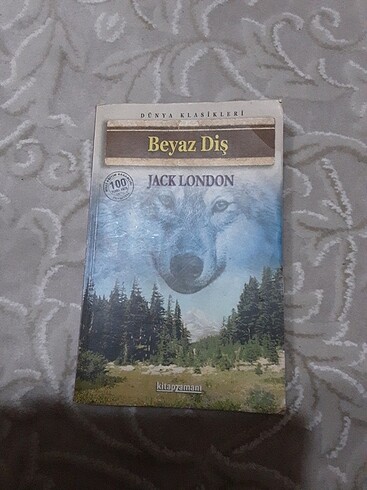 DÜNYA KLASİKLERİ
Beyaz Diş
JACK LONDON
100
kitapzamanı